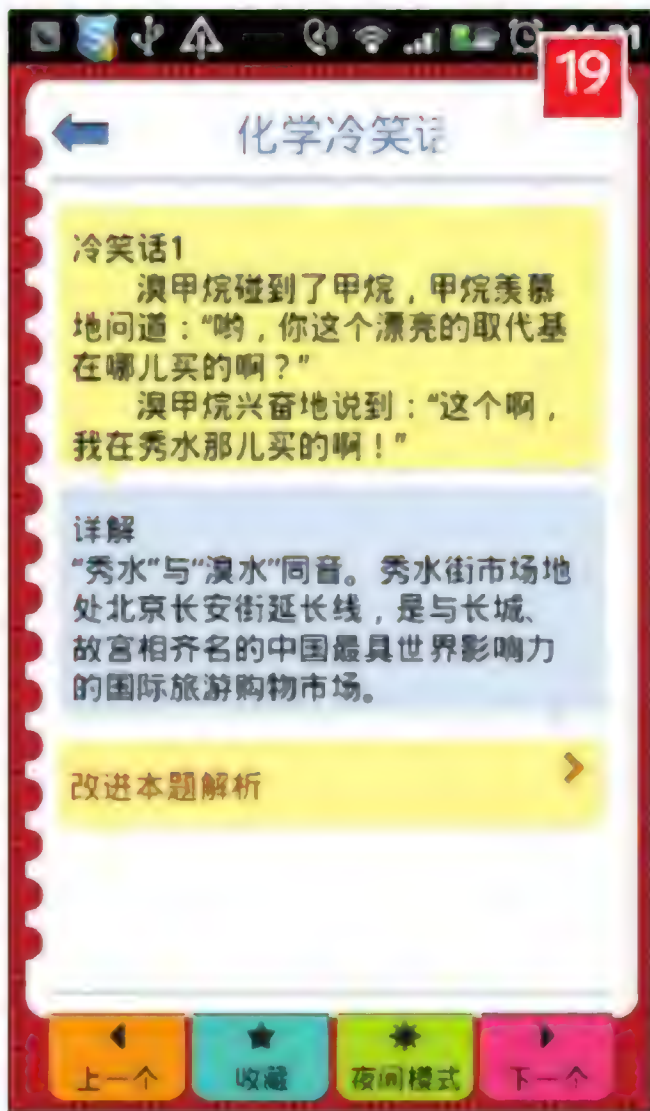 19
化学冷笑话
冷笑话1
溴甲烷碰到了甲烷，甲烷羡慕
地问道：“哟，你这个漂亮的取代基
在哪儿买的啊？”
溴甲烷兴奋地说到：“这个啊，
我在秀水那儿买的啊！”
详解
“秀水”与“溴水”同音。秀水街市场地
处北京长安街延长线，是与长城、
故宫相齐名的中国最具世界影响力
的国际旅游购物市场。
改进本题解析
上一个 收藏 夜间模式 下一个